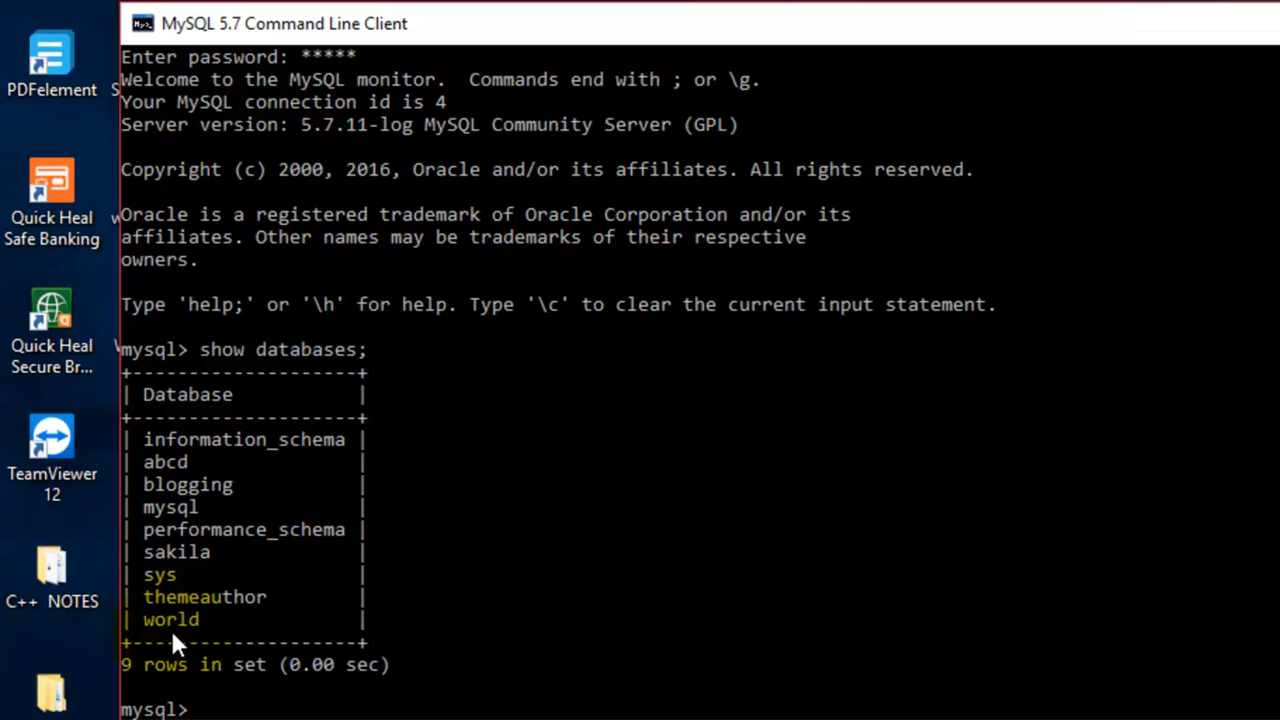 MySQL 5.7 Command Line Client
PDFelement
Quick Heal
Safe Banking
Quick Heal
Secure Br...
TeamViewer
12
C++ NOTES
Enter password: *****
Welcome to the MySQL monitor.  Commands end with ; or \g.
Your MySQL connection id is 4
Server version: 5.7.11-log MySQL Community Server (GPL)
Copyright (c) 2000, 2016, Oracle and/or its affiliates. All rights reserved.
Oracle is a registered trademark of Oracle Corporation and/or its
affiliates. Other names may be trademarks of their respective
owners.
Type 'help;' or '\h' for help. Type '\c' to clear the current input statement.
mysql> show databases;
+--------------------+
| Database           |
+--------------------+
| information_schema |
| abcd               |
| blogging           |
| mysql              |
| performance_schema |
| sakila             |
| sys                |
| themeauthor        |
| world              |
+--------------------+
9 rows in set (0.00 sec)
mysql>